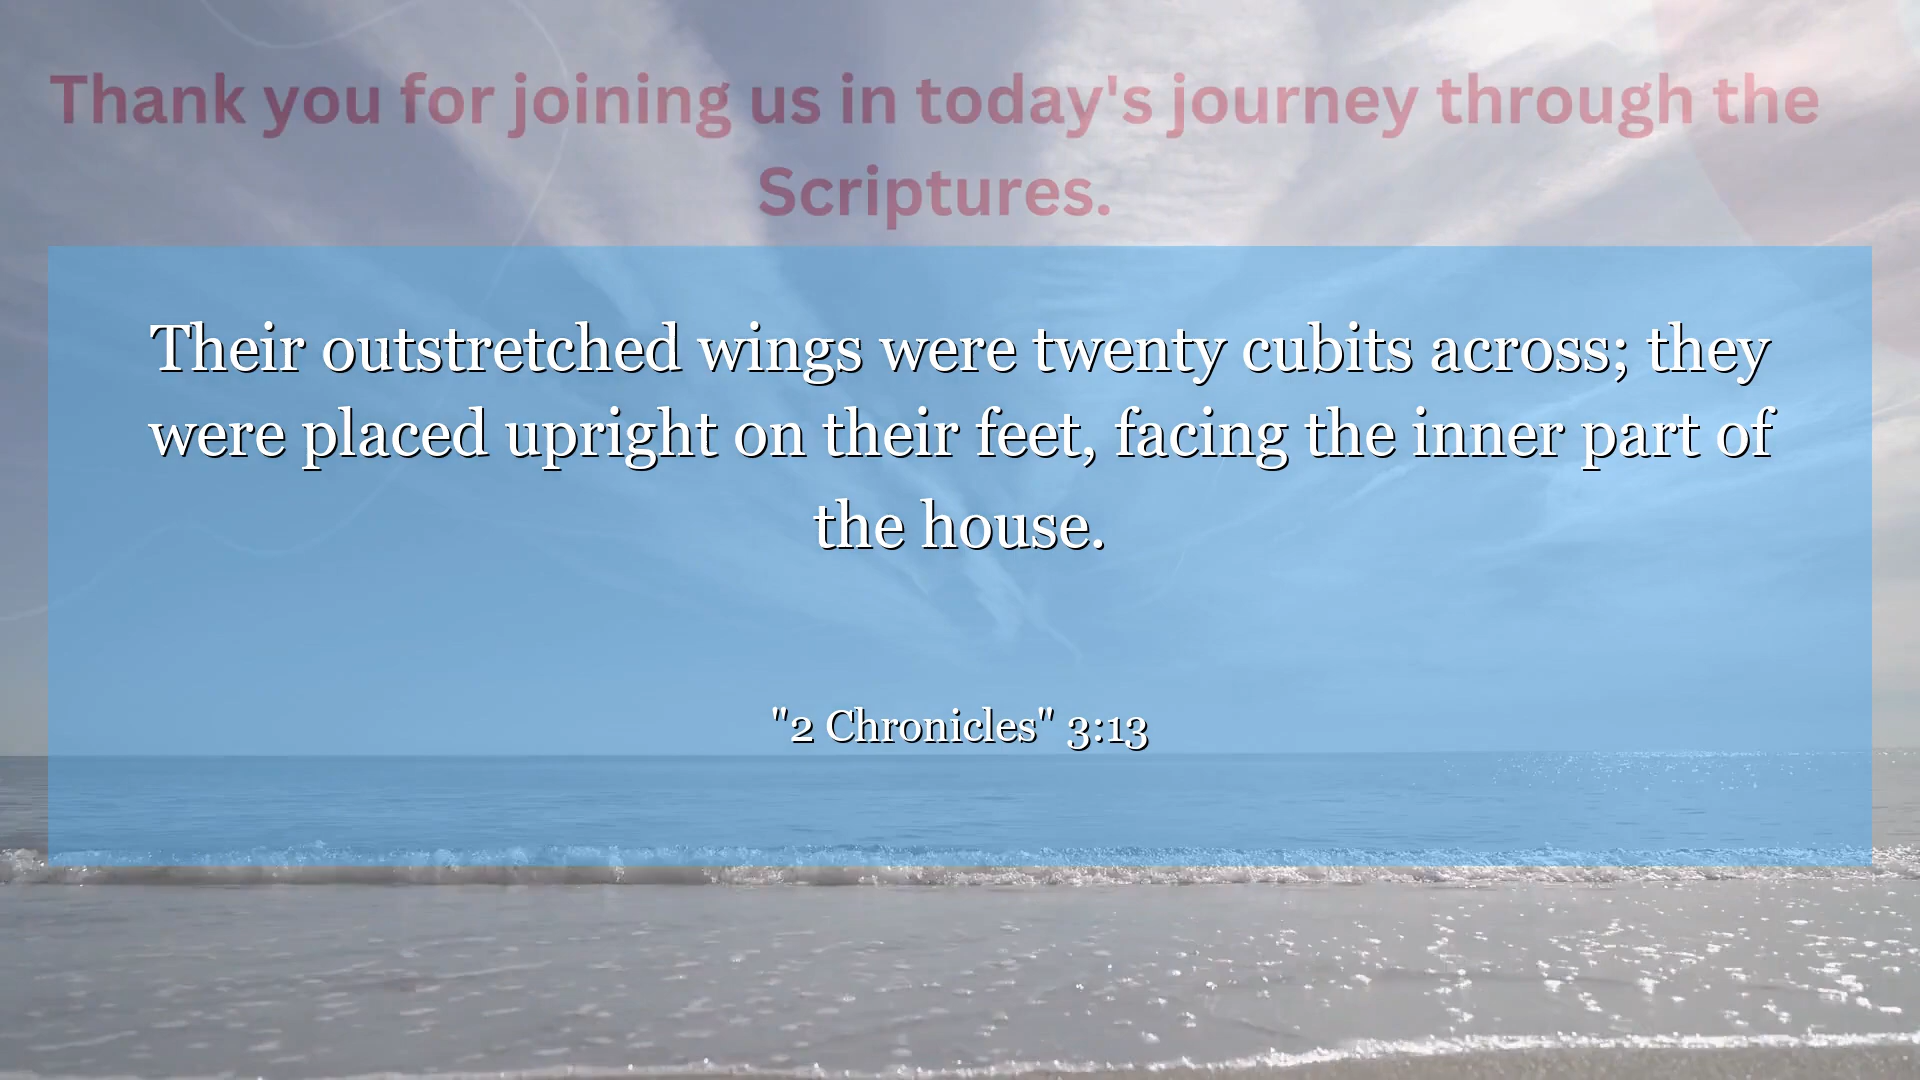 Thank you for joining us in today's journey through the
Scriptures.
Their outstretched wings were twenty cubits across; they
were placed upright on their feet, facing the inner part of
the house.
"2 Chronicles" 3:13